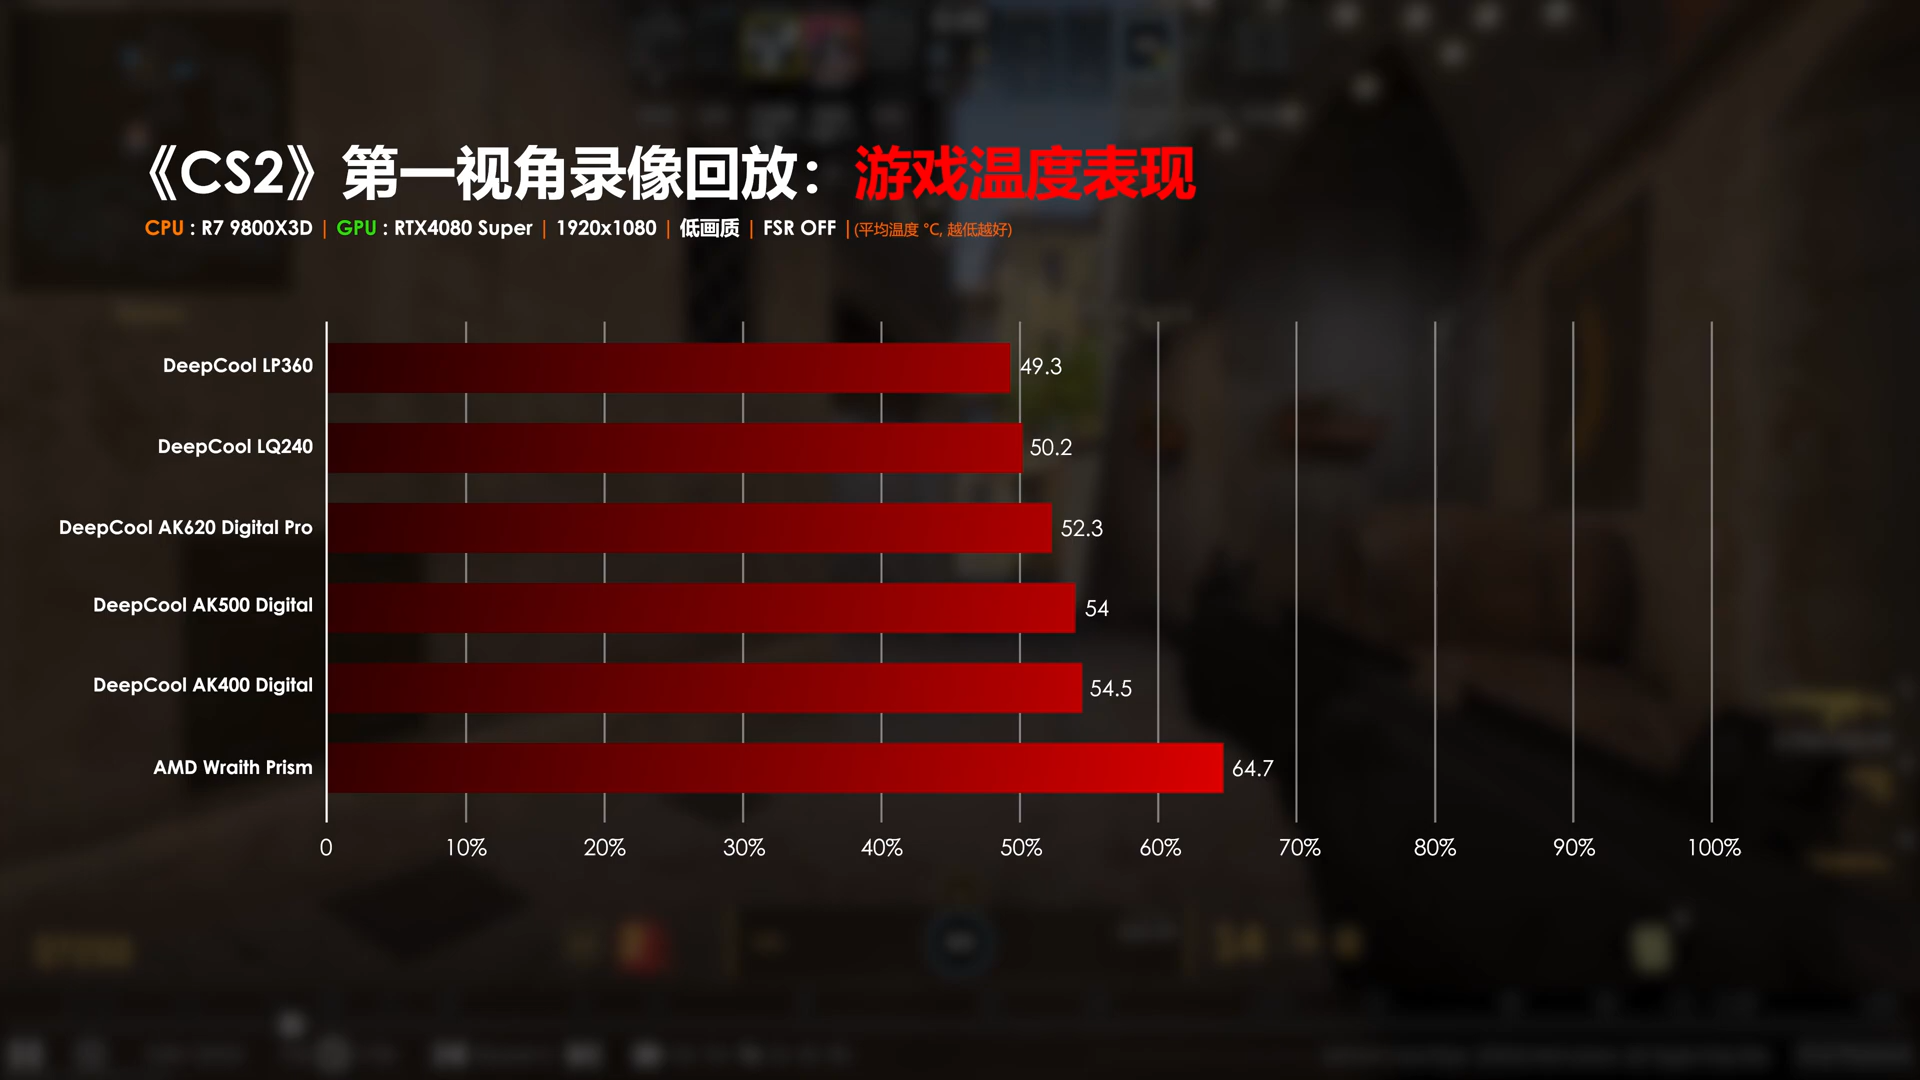 《CS2》第一视角录像回放：游戏温度表现
CPU : R7 9800X3D | GPU : RTX4080 Super | 1920x1080 | 低画质 | FSR OFF |(平均温度 °C, 越低越好)
DeepCool LP360 49.3
DeepCool LQ240 50.2
DeepCool AK620 Digital Pro 52.3
DeepCool AK500 Digital 54
DeepCool AK400 Digital 54.5
AMD Wraith Prism 64.7
0 10% 20% 30% 40% 50% 60% 70% 80% 90% 100%